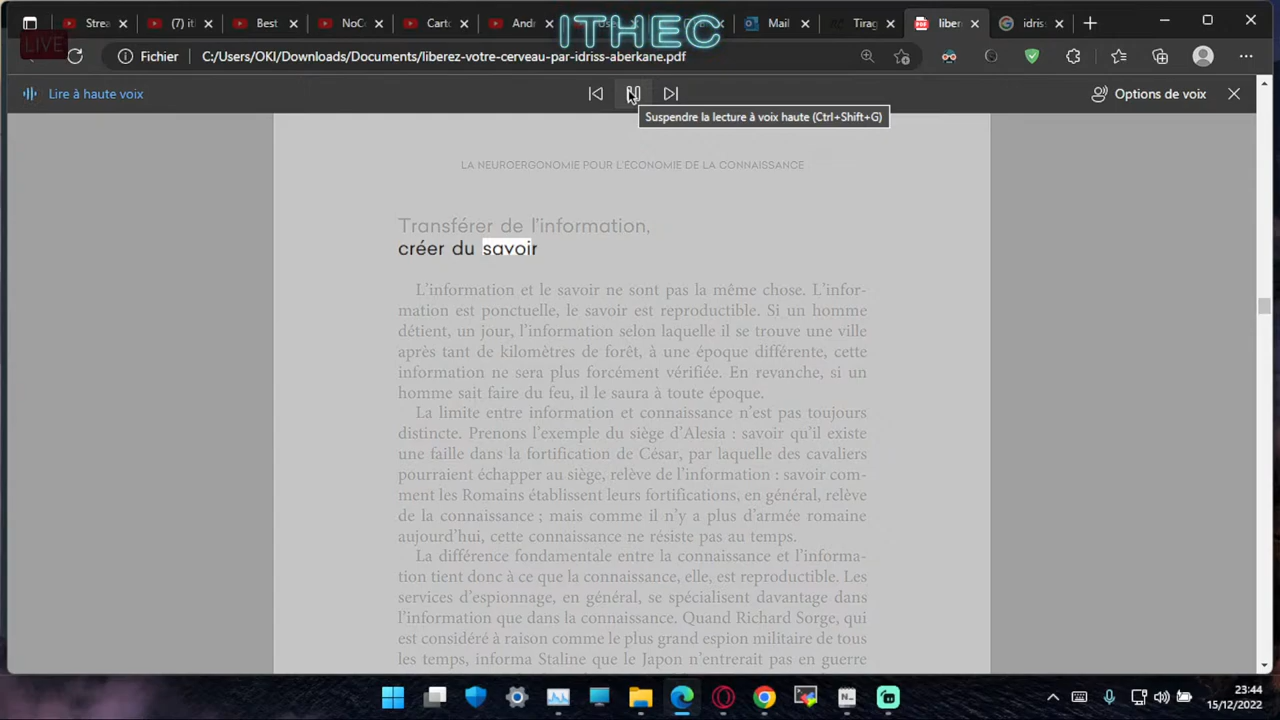 Strea
(7) it
Best
NoCo
Carto
Andr
Mail
Tirag
liber
idris
ITHEC
LIVE
Fichier
C:/Users/OKI/Downloads/Documents/liberez-votre-cerveau-par-idriss-aberkane.pdf
Lire à haute voix
Options de voix
Suspendre la lecture à voix haute (Ctrl+Shift+G)
LA NEUROERGONOMIE POUR L'ÉCONOMIE DE LA CONNAISSANCE
Transférer de l'information,
créer du savoir
L'information et le savoir ne sont pas la même chose. L'infor-
mation est ponctuelle, le savoir est reproductible. Si un homme
détient, un jour, l'information selon laquelle il se trouve une ville
après tant de kilomètres de forêt, à une époque différente, cette
information ne sera plus forcément vérifiée. En revanche, si un
homme sait faire du feu, il le saura à toute époque.
La limite entre information et connaissance n'est pas toujours
distincte. Prenons l'exemple du siège d'Alesia : savoir qu'il existe
une faille dans la fortification de César, par laquelle des cavaliers
pourraient échapper au siège, relève de l'information : savoir com-
ment les Romains établissent leurs fortifications, en général, relève
de la connaissance ; mais comme il n'y a plus d'armée romaine
aujourd'hui, cette connaissance ne résiste pas au temps.
La différence fondamentale entre la connaissance et l'informa-
tion tient donc à ce que la connaissance, elle, est reproductible. Les
services d'espionnage, en général, se spécialisent davantage dans
l'information que dans la connaissance. Quand Richard Sorge, qui
est considéré à raison comme le plus grand espion militaire de tous
les temps, informa Staline que le Japon n'entrerait pas en guerre
23:44
15/12/2022